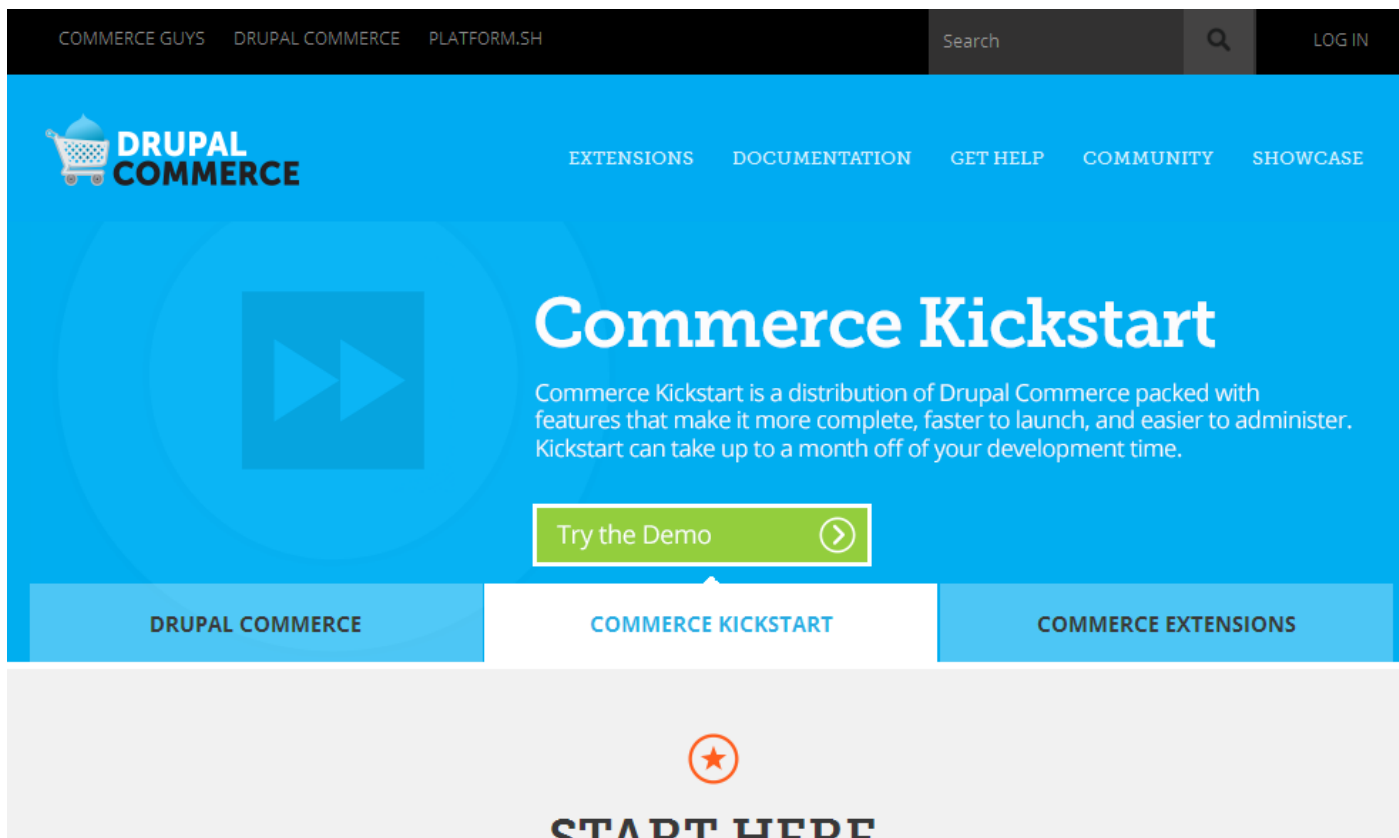 COMMERCE GUYS DRUPAL COMMERCE PLATFORM.SH Search LOG IN
DRUPAL
COMMERCE
EXTENSIONS DOCUMENTATION GET HELP COMMUNITY SHOWCASE
Commerce Kickstart
Commerce Kickstart is a distribution of Drupal Commerce packed with
features that make it more complete, faster to launch, and easier to administer.
Kickstart can take up to a month off of your development time.
Try the Demo
DRUPAL COMMERCE COMMERCE KICKSTART COMMERCE EXTENSIONS
START HERE